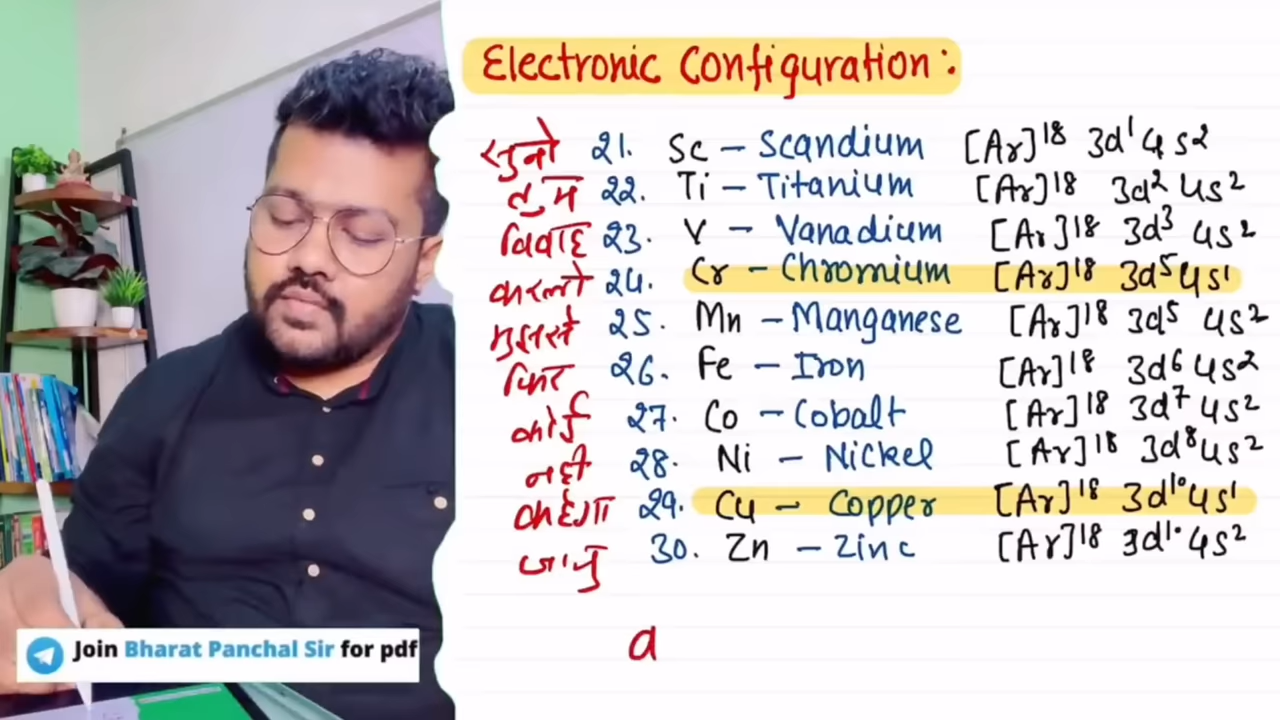 Electronic Configuration :
सुनो 21. Sc – Scandium [Ar]¹⁸ 3d¹ 4s²
तुम 22. Ti – Titanium [Ar]¹⁸ 3d² 4s²
विवाह 23. V – Vanadium [Ar]¹⁸ 3d³ 4s²
करलो 24. Cr – Chromium [Ar]¹⁸ 3d⁵ 4s¹
मुझसे 25. Mn – Manganese [Ar]¹⁸ 3d⁵ 4s²
फिर 26. Fe – Iron [Ar]¹⁸ 3d⁶ 4s²
कोई 27. Co – Cobalt [Ar]¹⁸ 3d⁷ 4s²
नही 28. Ni – Nickel [Ar]¹⁸ 3d⁸ 4s²
कहेगा 29. Cu – Copper [Ar]¹⁸ 3d¹⁰ 4s¹
जानु 30. Zn – Zinc [Ar]¹⁸ 3d¹⁰ 4s²
a
Join Bharat Panchal Sir for pdf